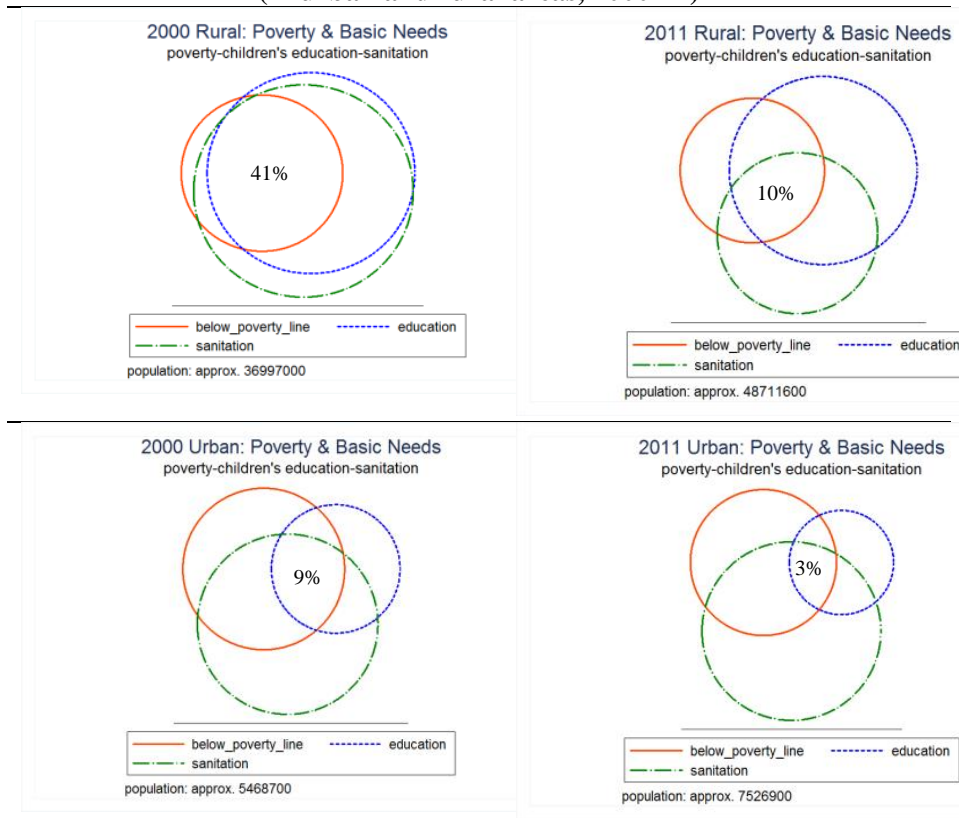 2000 Rural: Poverty & Basic Needs
poverty-children's education-sanitation
41%
below_poverty_line education
sanitation
population: approx. 36997000
2011 Rural: Poverty & Basic Needs
poverty-children's education-sanitation
10%
below_poverty_line education
sanitation
population: approx. 48711600
2000 Urban: Poverty & Basic Needs
poverty-children's education-sanitation
9%
below_poverty_line education
sanitation
population: approx. 5468700
2011 Urban: Poverty & Basic Needs
poverty-children's education-sanitation
3%
below_poverty_line education
sanitation
population: approx. 7526900